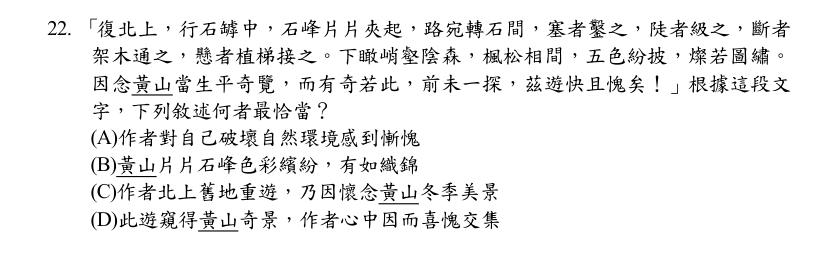 22. 「復北上，行石罅中，石峰片片夾起，路宛轉石間，塞者鑿之，陡者級之，斷者
架木通之，懸者植梯接之。下瞰峭壑陰森，楓松相間，五色紛披，燦若圖繡。
因念黃山當生平奇覽，而有奇若此，前未一探，茲遊快且愧矣！」根據這段文
字，下列敘述何者最恰當？
(A)作者對自己破壞自然環境感到慚愧
(B)黃山片片石峰色彩繽紛，有如織錦
(C)作者北上舊地重遊，乃因懷念黃山冬季美景
(D)此遊窺得黃山奇景，作者心中因而喜愧交集